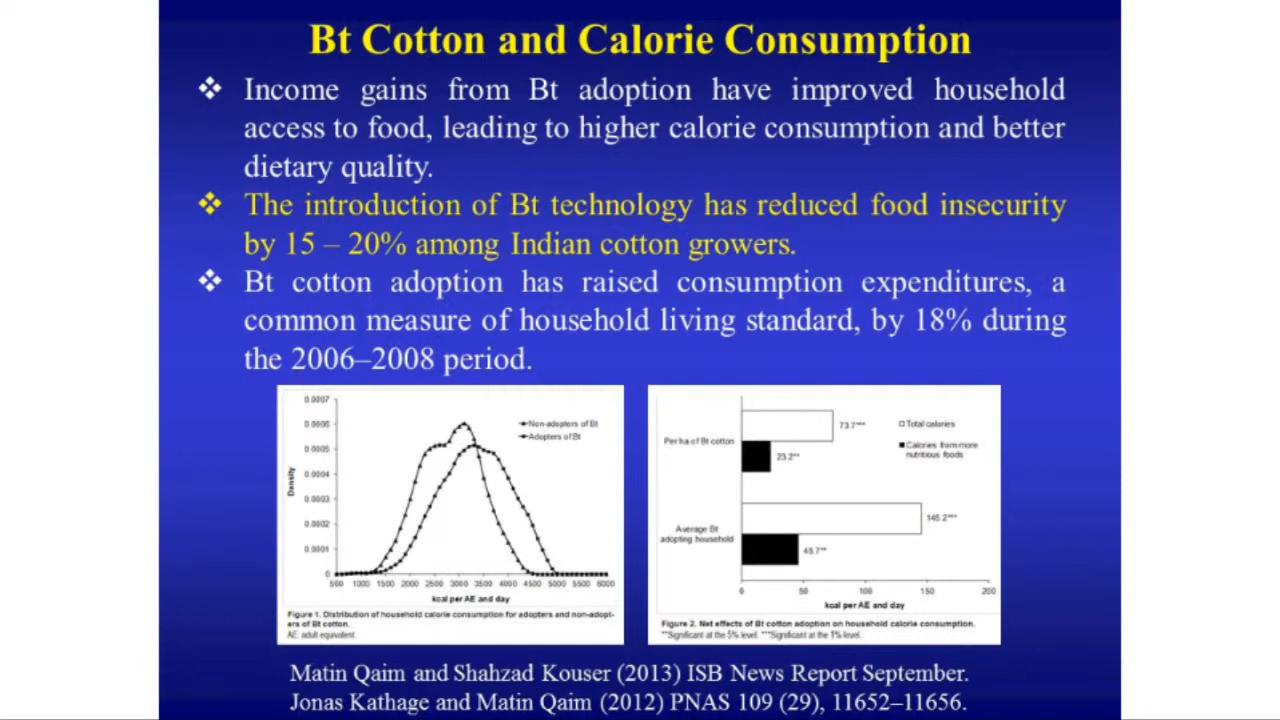 Bt Cotton and Calorie Consumption
❖ Income gains from Bt adoption have improved household
access to food, leading to higher calorie consumption and better
dietary quality.
❖ The introduction of Bt technology has reduced food insecurity
by 15 – 20% among Indian cotton growers.
❖ Bt cotton adoption has raised consumption expenditures, a
common measure of household living standard, by 18% during
the 2006–2008 period.
0.0007
0.0006
0.0005
0.0004
0.0003
0.0002
0.0001
0
Density
Non-adopters of Bt
Adopters of Bt
500 1000 1500 2000 2500 3000 3500 4000 4500 5000 5500 6000
kcal per AE and day
Figure 1. Distribution of household calorie consumption for adopters and non-adopt-
ers of Bt cotton.
AE: adult equivalent
Per ha of Bt cotton
73.7***
23.2**
Total calories
Calories from more
nutritious foods
Average Bt
adopting household
145.2***
45.7**
0 50 100 150 200
kcal per AE and day
Figure 2. Net effects of Bt cotton adoption on household calorie consumption.
**Significant at the 5% level. ***Significant at the 1% level.
Matin Qaim and Shahzad Kouser (2013) ISB News Report September.
Jonas Kathage and Matin Qaim (2012) PNAS 109 (29), 11652–11656.